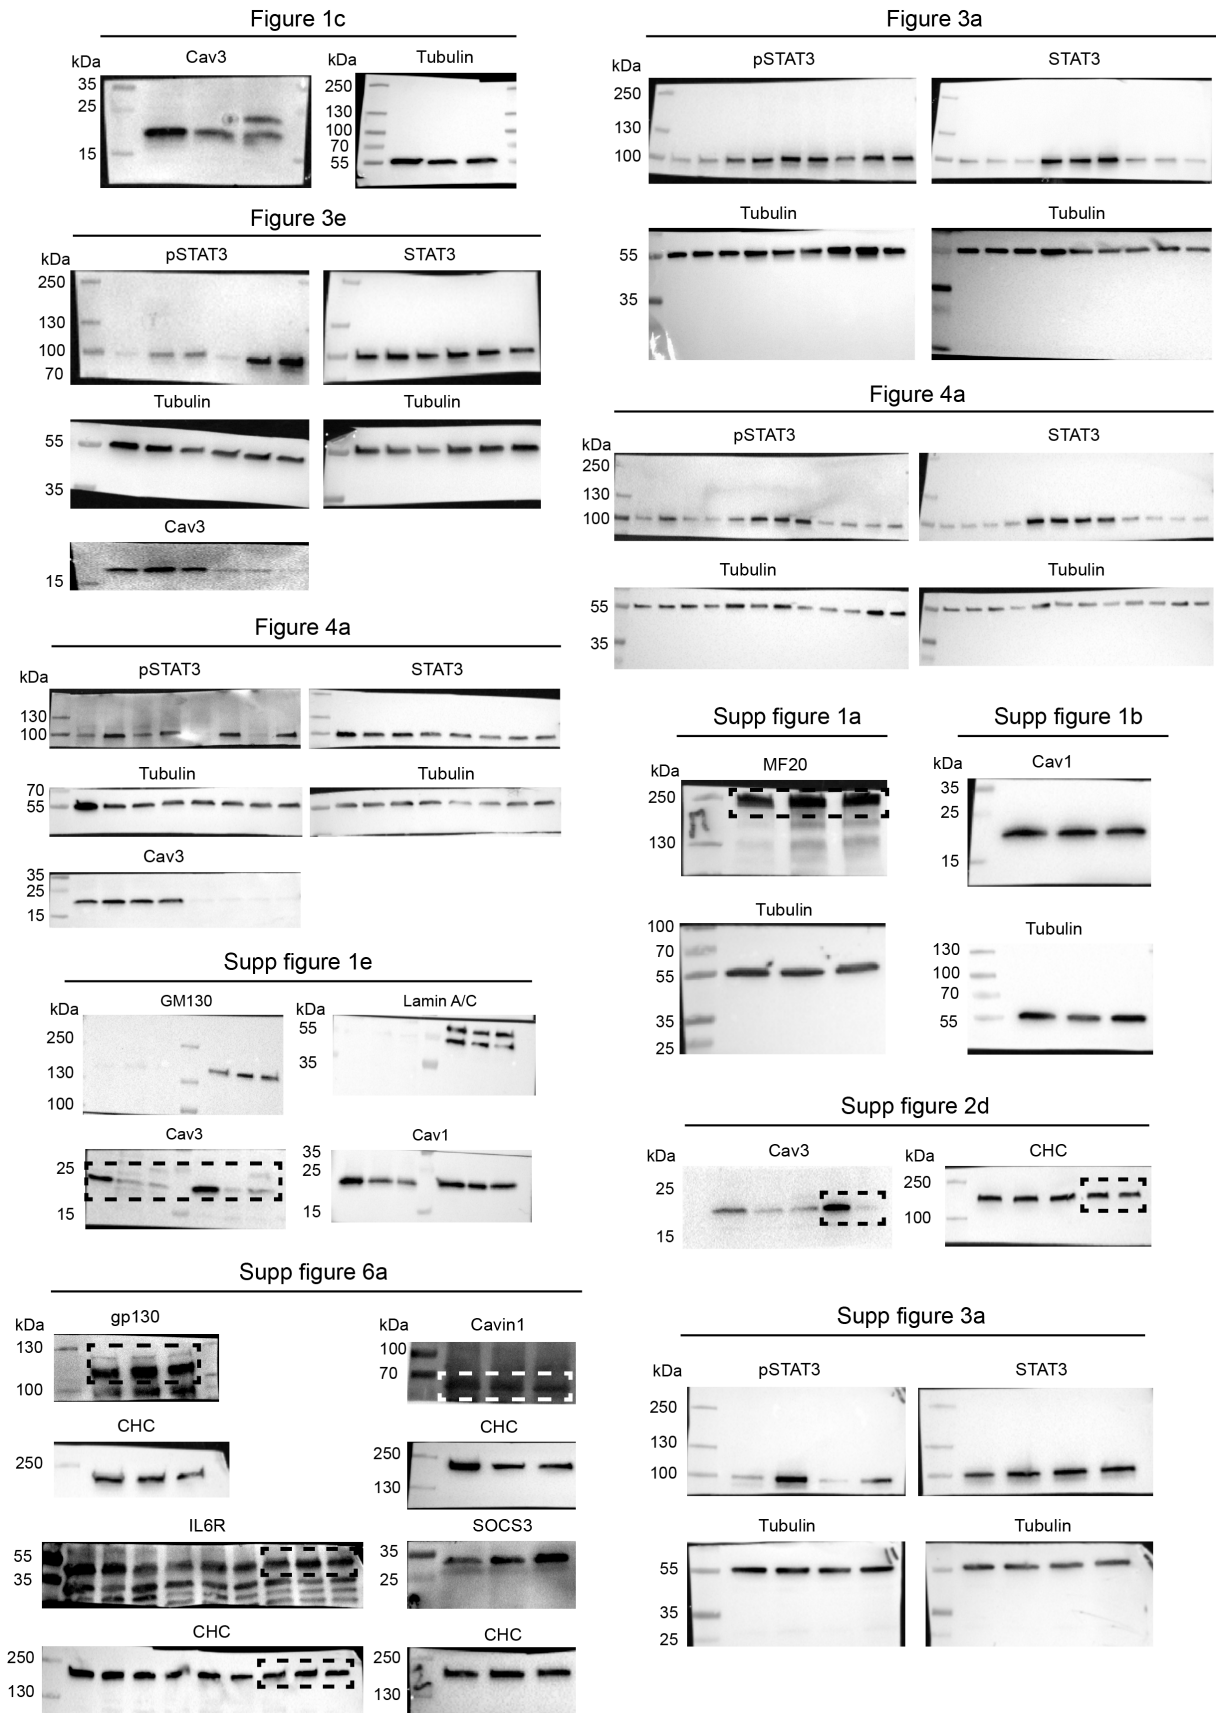 Figure 1c
Cav3
Tubulin
kDa
35
25
15
kDa
250
130
100
70
55
Figure 3a
pSTAT3
STAT3
kDa
250
130
100
Tubulin
Tubulin
55
35
Figure 3e
pSTAT3
STAT3
kDa
250
130
100
70
Tubulin
Tubulin
55
35
Cav3
15
Figure 4a
pSTAT3
STAT3
kDa
250
130
100
Tubulin
Tubulin
55
35
Figure 4a
pSTAT3
STAT3
kDa
130
100
Tubulin
Tubulin
70
55
Cav3
35
25
15
Supp figure 1a
MF20
kDa
250
130
Tubulin
100
70
55
35
25
Supp figure 1b
Cav1
kDa
35
25
15
Tubulin
130
100
70
55
Supp figure 1e
GM130
Lamin A/C
kDa
250
130
100
kDa
55
35
Cav3
Cav1
25
15
35
25
15
Supp figure 2d
Cav3
CHC
kDa
25
15
kDa
250
100
Supp figure 6a
gp130
Cavin1
kDa
130
100
kDa
100
70
CHC
CHC
250
250
130
IL6R
SOCS3
55
35
35
25
CHC
CHC
250
130
250
130
Supp figure 3a
pSTAT3
STAT3
kDa
250
130
100
Tubulin
Tubulin
55
35
25